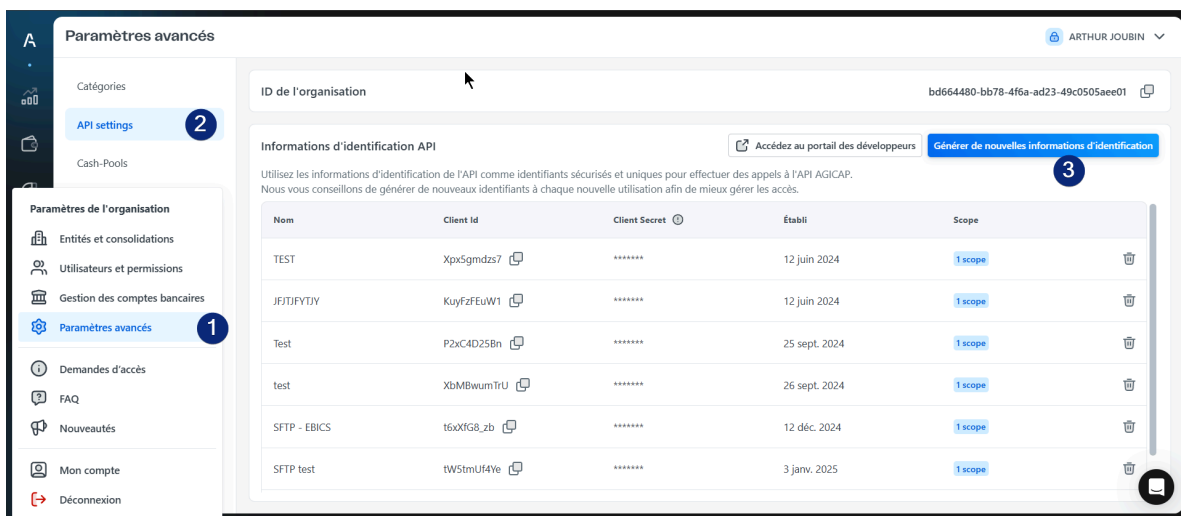 Paramètres avancés
ARTHUR JOUBIN
Catégories
API settings
2
Cash-Pools
Paramètres de l'organisation
Entités et consolidations
Utilisateurs et permissions
Gestion des comptes bancaires
Paramètres avancés
1
Demandes d'accès
FAQ
Nouveautés
Mon compte
Déconnexion
ID de l'organisation
bd664480-bb78-4f6a-ad23-49c0505aee01
Informations d'identification API
Accédez au portail des développeurs
Générer de nouvelles informations d'identification
3
Utilisez les informations d'identification de l'API comme identifiants sécurisés et uniques pour effectuer des appels à l'API AGICAP.
Nous vous conseillons de générer de nouveaux identifiants à chaque nouvelle utilisation afin de mieux gérer les accès.
Nom Client Id Client Secret Établi Scope
TEST Xpx5gmdzs7 ******* 12 juin 2024 1 scope
JFJTJFYTJY KuyFzFEuW1 ******* 12 juin 2024 1 scope
Test P2xC4D25Bn ******* 25 sept. 2024 1 scope
test XbMBwumTrU ******* 26 sept. 2024 1 scope
SFTP - EBICS t6xXfG8_zb ******* 12 déc. 2024 1 scope
SFTP test tW5tmUf4Ye ******* 3 janv. 2025 1 scope